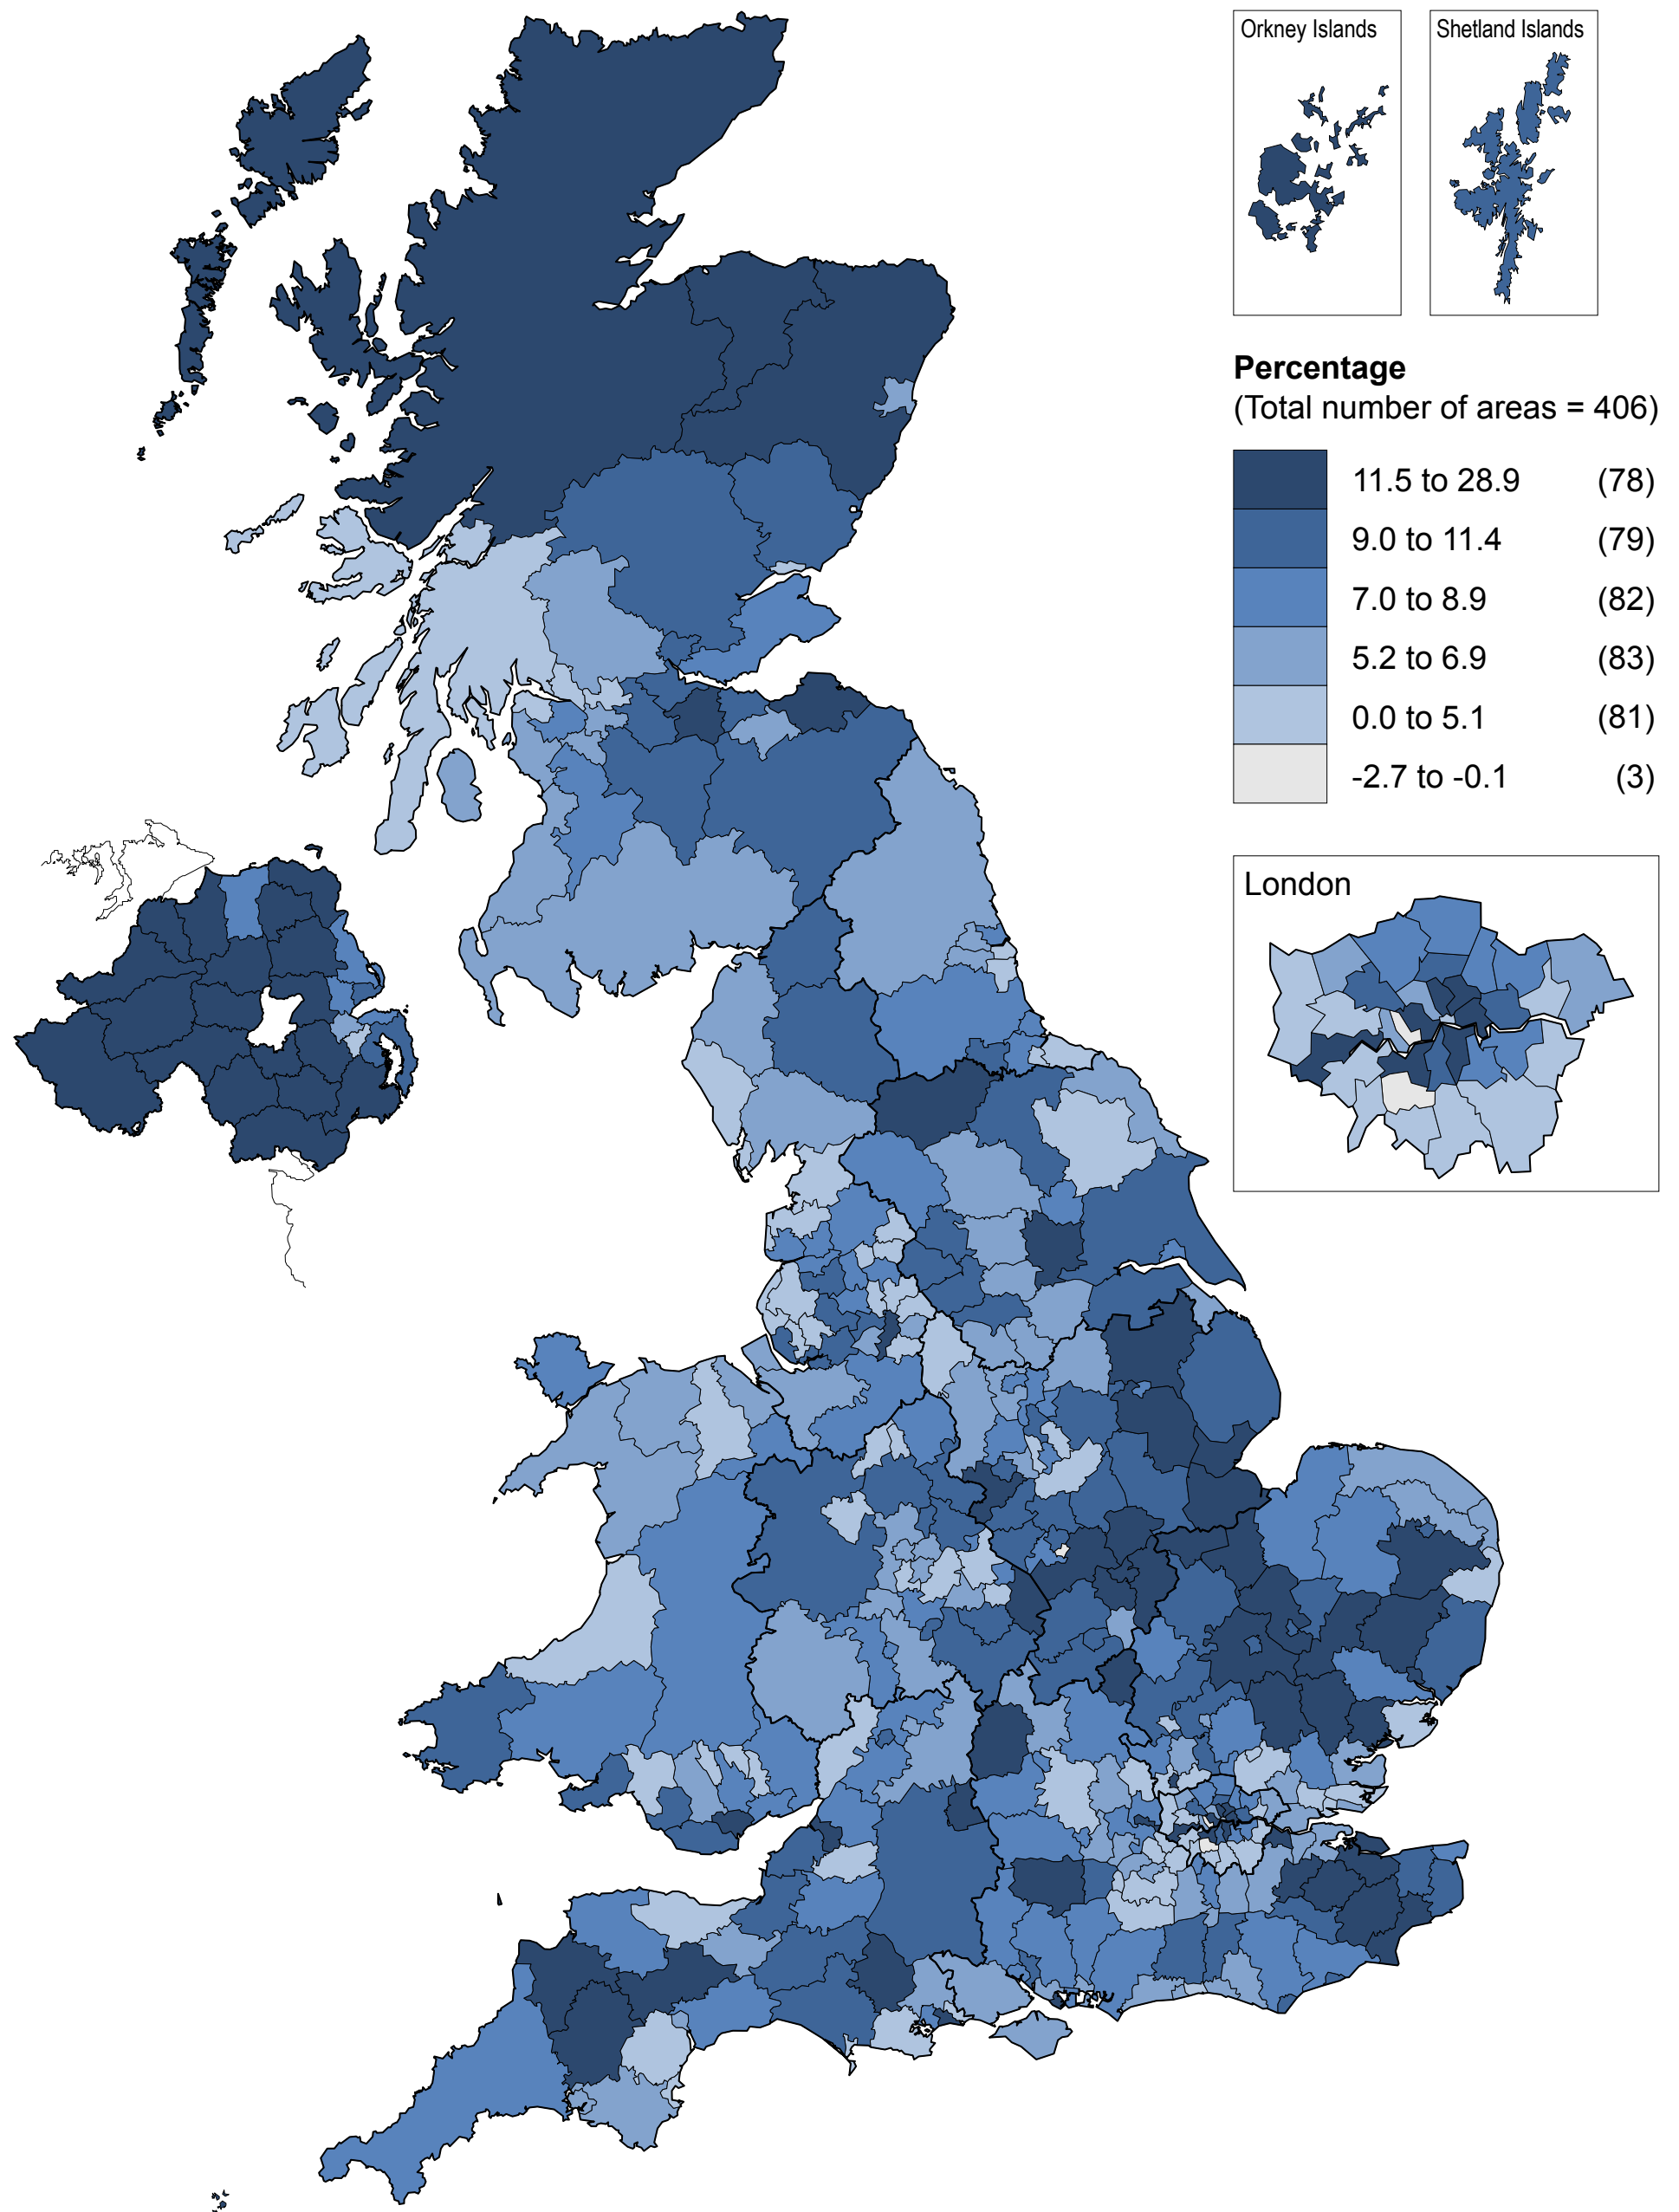 Orkney Islands
Shetland Islands
Percentage
(Total number of areas = 406)
11.5 to 28.9 (78)
9.0 to 11.4 (79)
7.0 to 8.9 (82)
5.2 to 6.9 (83)
0.0 to 5.1 (81)
-2.7 to -0.1 (3)
London